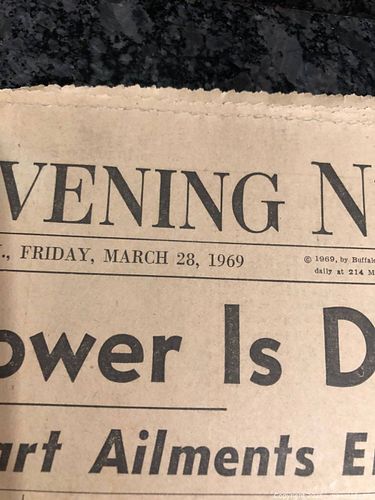 VENING N
., FRIDAY, MARCH 28, 1969
© 1969, by Buffalo
daily at 214 M
ower Is D
art Ailments E